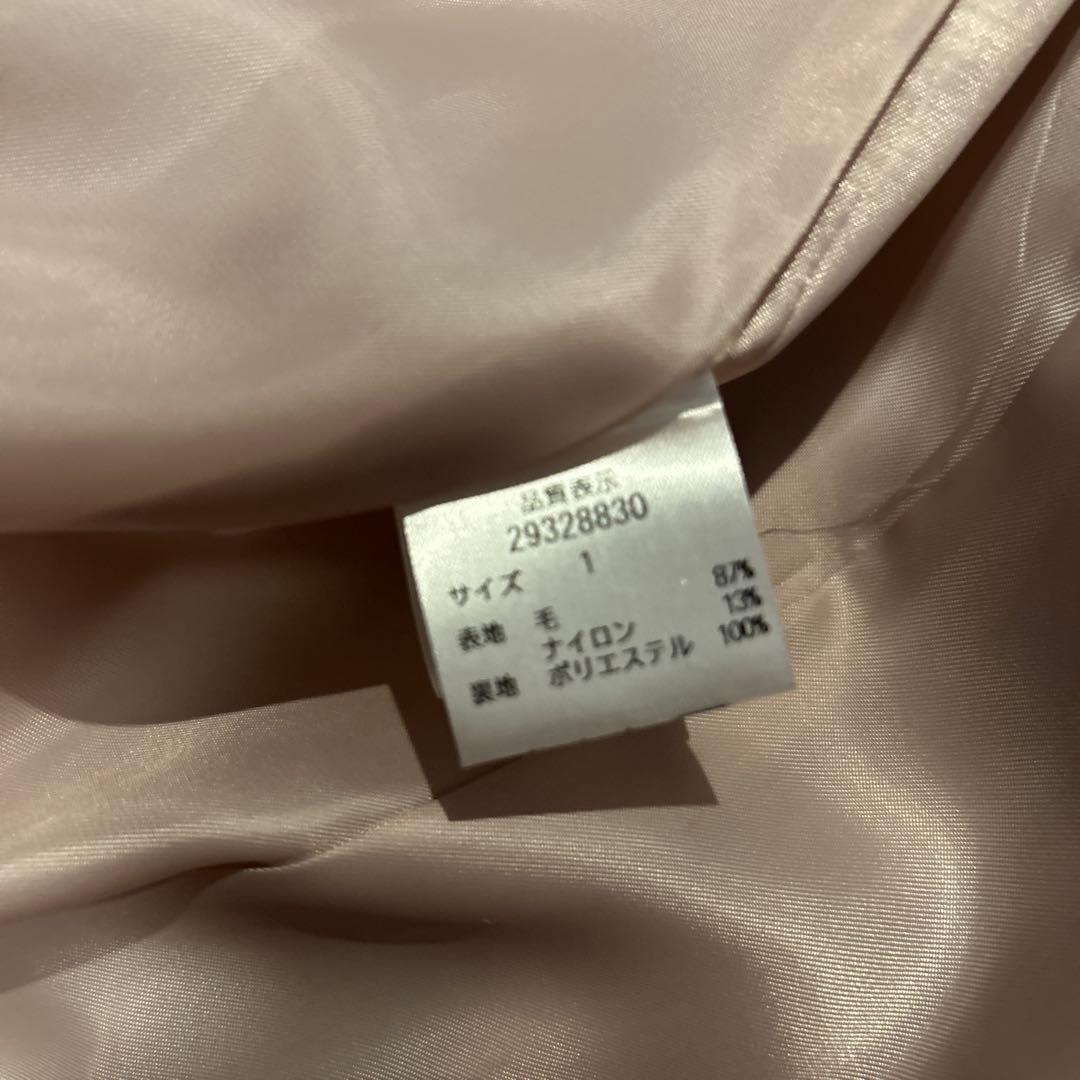 品質表示
29328830
サイズ 1
表地 毛 87%
ナイロン 13%
裏地 ポリエステル 100%